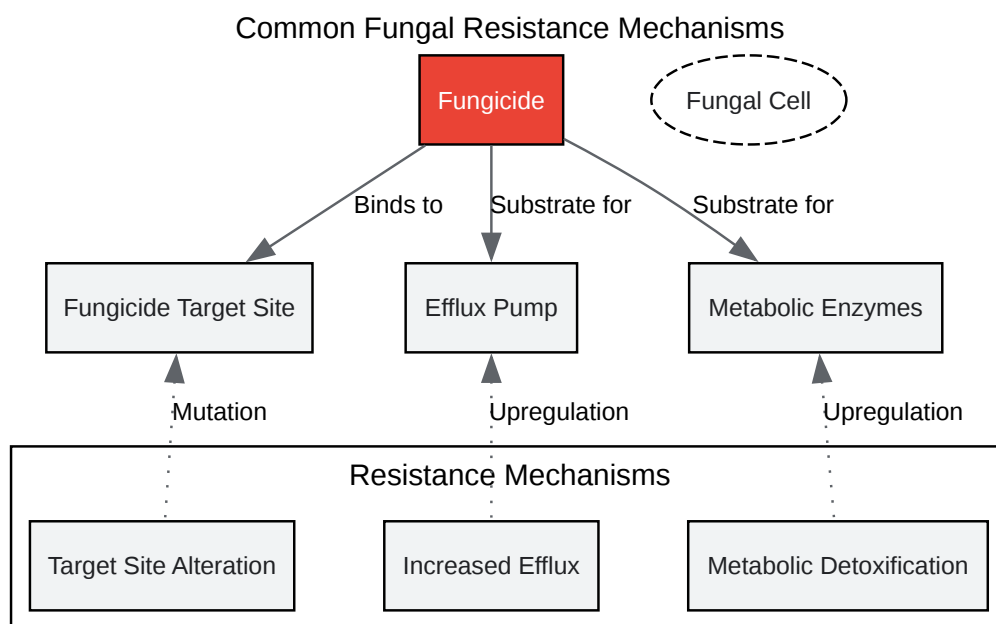 Common Fungal Resistance Mechanisms
Fungicide
Fungal Cell
Binds to
Substrate for
Substrate for
Fungicide Target Site
Efflux Pump
Metabolic Enzymes
Mutation
Upregulation
Upregulation
Resistance Mechanisms
Target Site Alteration
Increased Efflux
Metabolic Detoxification